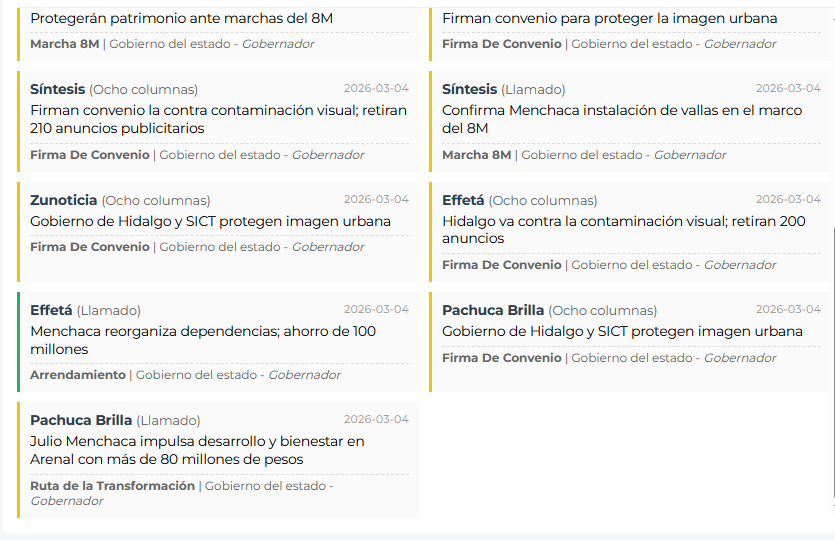 Protegerán patrimonio ante marchas del 8M
Marcha 8M | Gobierno del estado - Gobernador
Firman convenio para proteger la imagen urbana
Firma De Convenio | Gobierno del estado - Gobernador
Síntesis (Ocho columnas) 2026-03-04
Firman convenio la contra contaminación visual; retiran
210 anuncios publicitarios
Firma De Convenio | Gobierno del estado - Gobernador
Síntesis (Llamado) 2026-03-04
Confirma Menchaca instalación de vallas en el marco
del 8M
Marcha 8M | Gobierno del estado - Gobernador
Zunoticia (Ocho columnas) 2026-03-04
Gobierno de Hidalgo y SICT protegen imagen urbana
Firma De Convenio | Gobierno del estado - Gobernador
Effetá (Ocho columnas) 2026-03-04
Hidalgo va contra la contaminación visual; retiran 200
anuncios
Firma De Convenio | Gobierno del estado - Gobernador
Effetá (Llamado) 2026-03-04
Menchaca reorganiza dependencias; ahorro de 100
millones
Arrendamiento | Gobierno del estado - Gobernador
Pachuca Brilla (Ocho columnas) 2026-03-04
Gobierno de Hidalgo y SICT protegen imagen urbana
Firma De Convenio | Gobierno del estado - Gobernador
Pachuca Brilla (Llamado) 2026-03-04
Julio Menchaca impulsa desarrollo y bienestar en
Arenal con más de 80 millones de pesos
Ruta de la Transformación | Gobierno del estado -
Gobernador